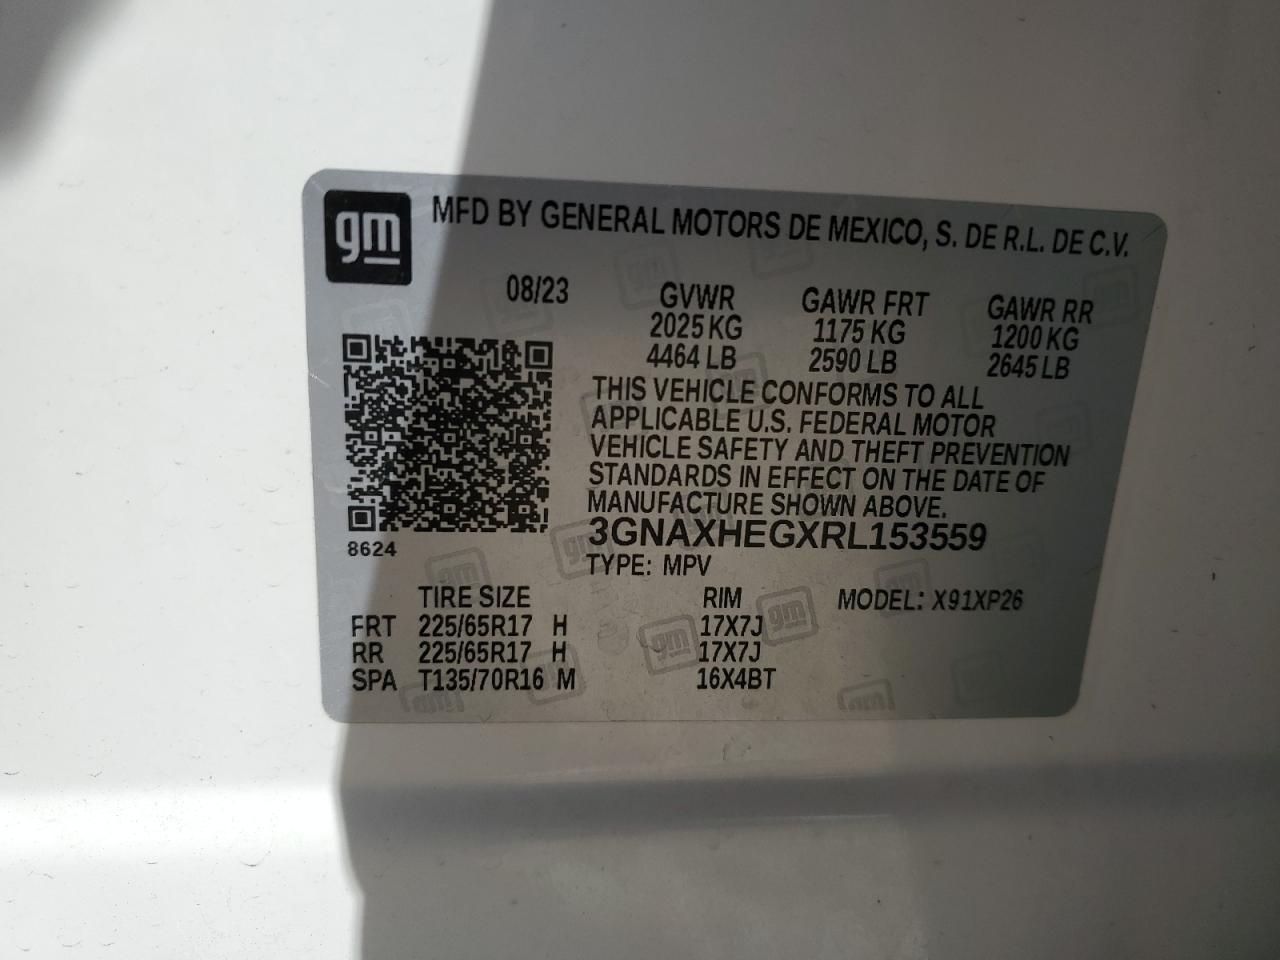 gm
MFD BY GENERAL MOTORS DE MEXICO, S. DE R.L. DE C.V.
08/23 GVWR GAWR FRT GAWR RR
2025 KG 1175 KG 1200 KG
4464 LB 2590 LB 2645 LB
THIS VEHICLE CONFORMS TO ALL
APPLICABLE U.S. FEDERAL MOTOR
VEHICLE SAFETY AND THEFT PREVENTION
STANDARDS IN EFFECT ON THE DATE OF
MANUFACTURE SHOWN ABOVE.
3GNAXHEGXRL153559
8624
TYPE: MPV
TIRE SIZE RIM MODEL: X91XP26
FRT 225/65R17 H 17X7J
RR 225/65R17 H 17X7J
SPA T135/70R16 M 16X4BT